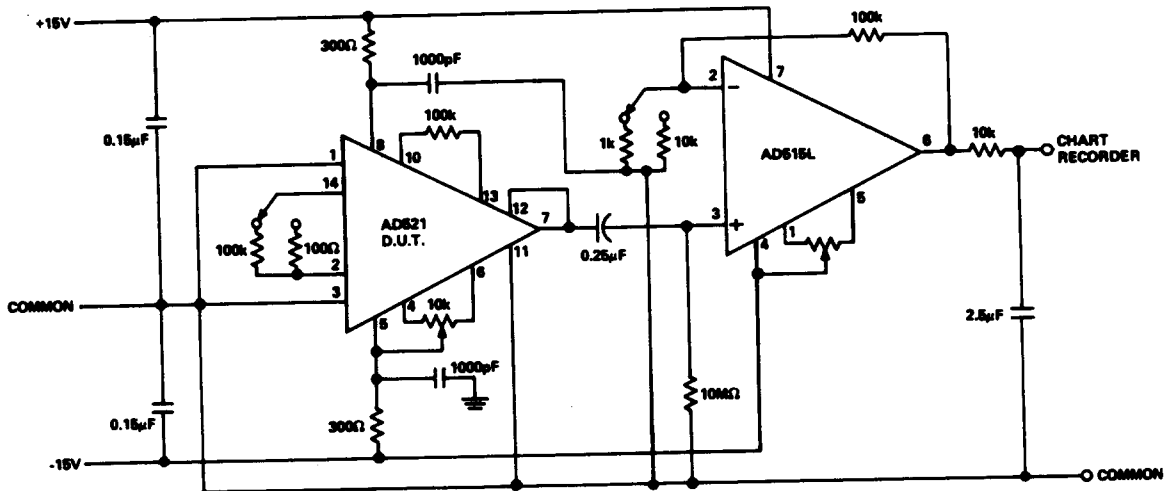 +15V
300Ω
1000pF
100k
0.15μF
1
14
8
10
100k
13
12
AD521
D.U.T.
7
100k
100Ω
2
3
11
6
4
10k
5
COMMON
0.25μF
1000pF
0.15μF
300Ω
-15V
2
7
1k
10k
AD515L
6
10k
CHART
RECORDER
3
5
4
1
2.5μF
10MΩ
COMMON